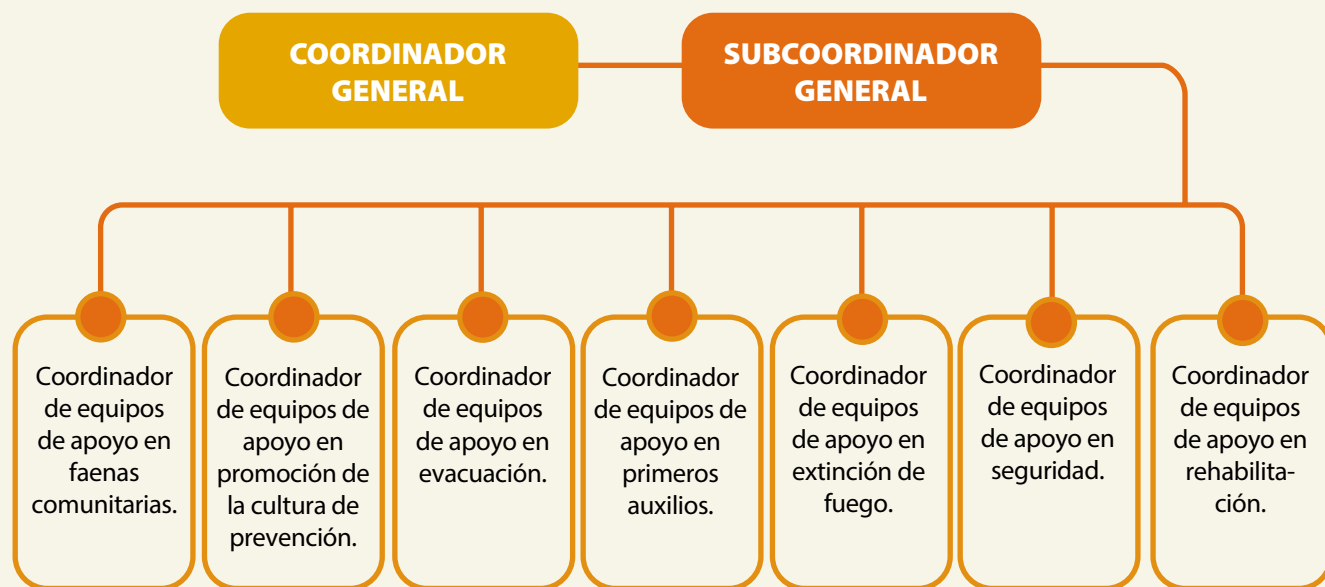 COORDINADOR
GENERAL
SUBCOORDINADOR
GENERAL
Coordinador
de equipos
de apoyo en
faenas
comunitarias.
Coordinador
de equipos de
apoyo en
promoción de
la cultura de
prevención.
Coordinador
de equipos
de apoyo en
evacuación.
Coordinador
de equipos de
apoyo en
primeros
auxilios.
Coordinador
de equipos
de apoyo en
extinción de
fuego.
Coordinador
de equipos
de apoyo en
seguridad.
Coordinador
de equipos
de apoyo en
rehabilita-
ción.